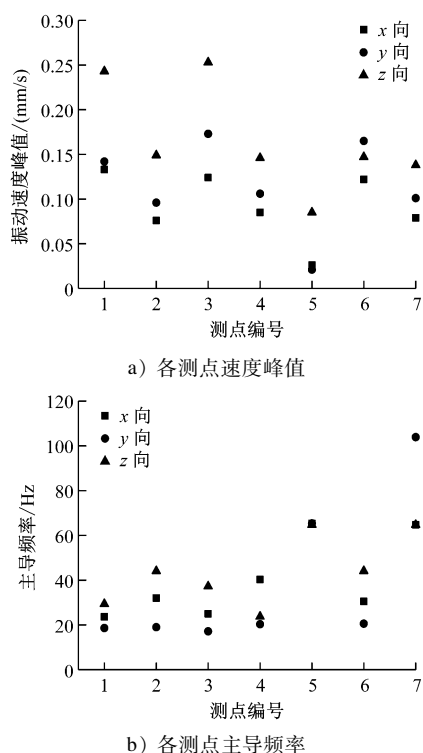 0.30
0.25
0.20
0.15
0.10
0.05
0
振动速度峰值/(mm/s)
x 向
y 向
z 向
1 2 3 4 5 6 7
测点编号
a）各测点速度峰值
120
100
80
60
40
20
0
主导频率/Hz
x 向
y 向
z 向
1 2 3 4 5 6 7
测点编号
b）各测点主导频率